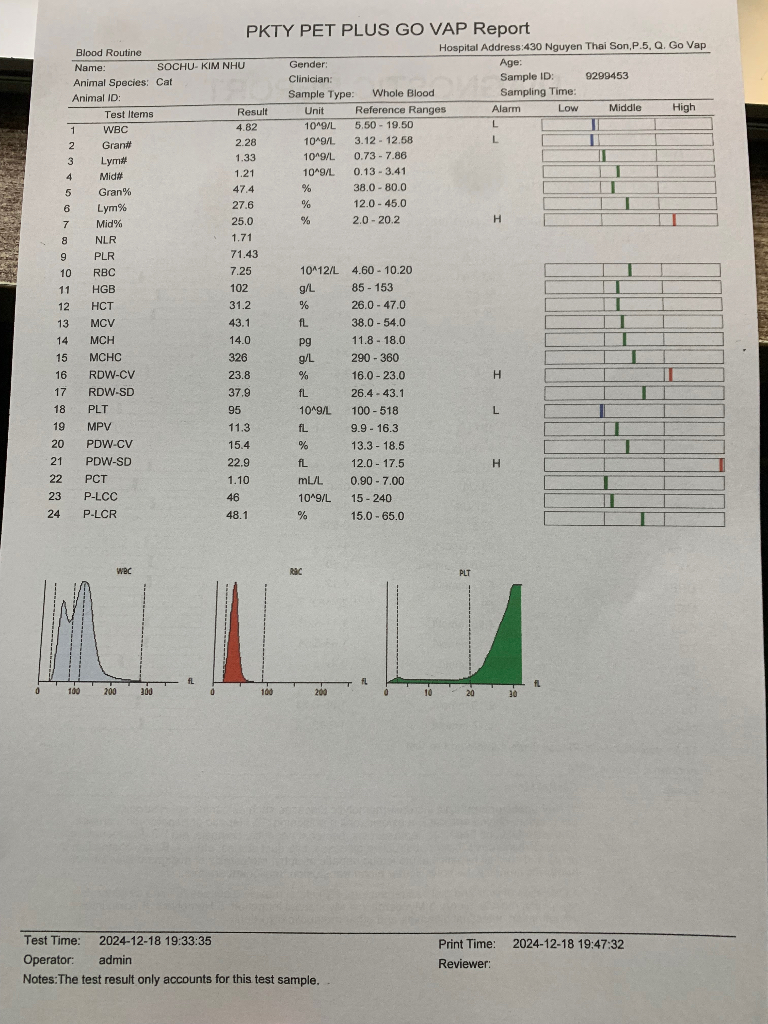 PKTY PET PLUS GO VAP Report
Blood Routine Hospital Address:430 Nguyen Thai Son,P.5, Q. Go Vap
Name: SOCHU- KIM NHU Gender: Age:
Animal Species: Cat Clinician: Sample ID: 9299453
Animal ID: Sample Type: Whole Blood Sampling Time:
Test Items Result Unit Reference Ranges Alarm Low Middle High
1 WBC 4.82 10^9/L 5.50 - 19.50 L
2 Gran# 2.28 10^9/L 3.12 - 12.58 L
3 Lym# 1.33 10^9/L 0.73 - 7.86
4 Mid# 1.21 10^9/L 0.13 - 3.41
5 Gran% 47.4 % 38.0 - 80.0
6 Lym% 27.6 % 12.0 - 45.0
7 Mid% 25.0 % 2.0 - 20.2 H
8 NLR 1.71
9 PLR 71.43
10 RBC 7.25 10^12/L 4.60 - 10.20
11 HGB 102 g/L 85 - 153
12 HCT 31.2 % 26.0 - 47.0
13 MCV 43.1 fL 38.0 - 54.0
14 MCH 14.0 pg 11.8 - 18.0
15 MCHC 326 g/L 290 - 360
16 RDW-CV 23.8 % 16.0 - 23.0 H
17 RDW-SD 37.9 fL 26.4 - 43.1
18 PLT 95 10^9/L 100 - 518 L
19 MPV 11.3 fL 9.9 - 16.3
20 PDW-CV 15.4 % 13.3 - 18.5
21 PDW-SD 22.9 fL 12.0 - 17.5 H
22 PCT 1.10 mL/L 0.90 - 7.00
23 P-LCC 46 10^9/L 15 - 240
24 P-LCR 48.1 % 15.0 - 65.0
WBC RBC PLT
0 100 200 300 fL 0 100 200 fL 0 10 20 30 fL
Test Time: 2024-12-18 19:33:35 Print Time: 2024-12-18 19:47:32
Operator: admin Reviewer:
Notes:The test result only accounts for this test sample.